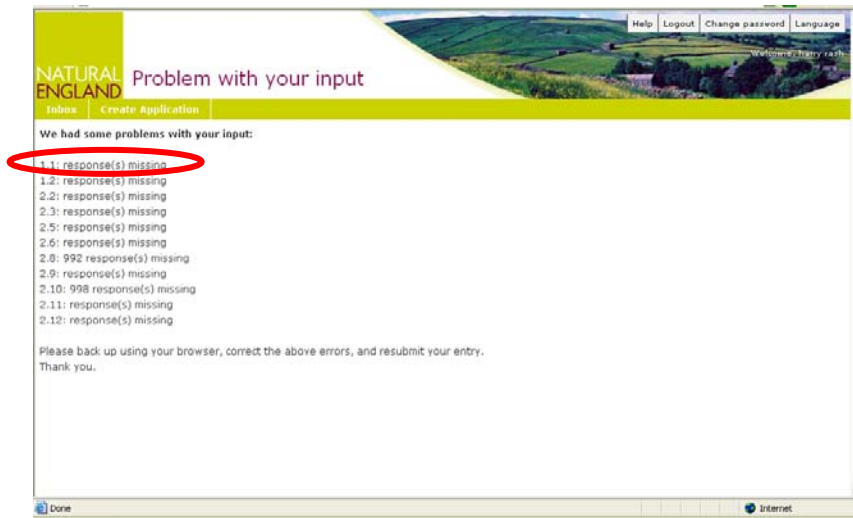 Help Logout Change password Language
Welcome, harry rash
NATURAL
ENGLAND
Problem with your input
Inbox Create Application
We had some problems with your input:
1.1: response(s) missing
1.2: response(s) missing
2.2: response(s) missing
2.3: response(s) missing
2.5: response(s) missing
2.6: response(s) missing
2.8: 992 response(s) missing
2.9: response(s) missing
2.10: 998 response(s) missing
2.11: response(s) missing
2.12: response(s) missing
Please back up using your browser, correct the above errors, and resubmit your entry.
Thank you.
Done Internet